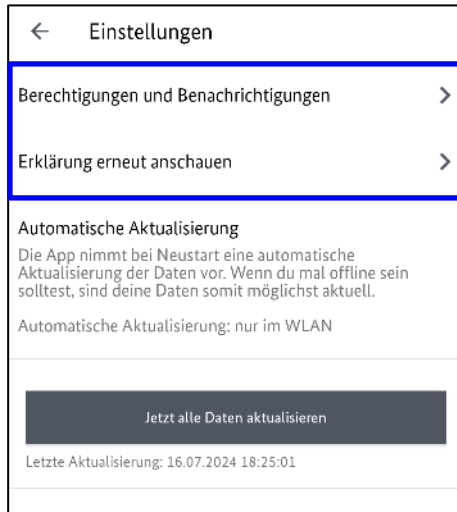 Einstellungen
Berechtigungen und Benachrichtigungen
Erklärung erneut anschauen
Automatische Aktualisierung
Die App nimmt bei Neustart eine automatische
Aktualisierung der Daten vor. Wenn du mal offline sein
solltest, sind deine Daten somit möglichst aktuell.
Automatische Aktualisierung: nur im WLAN
Jetzt alle Daten aktualisieren
Letzte Aktualisierung: 16.07.2024 18:25:01